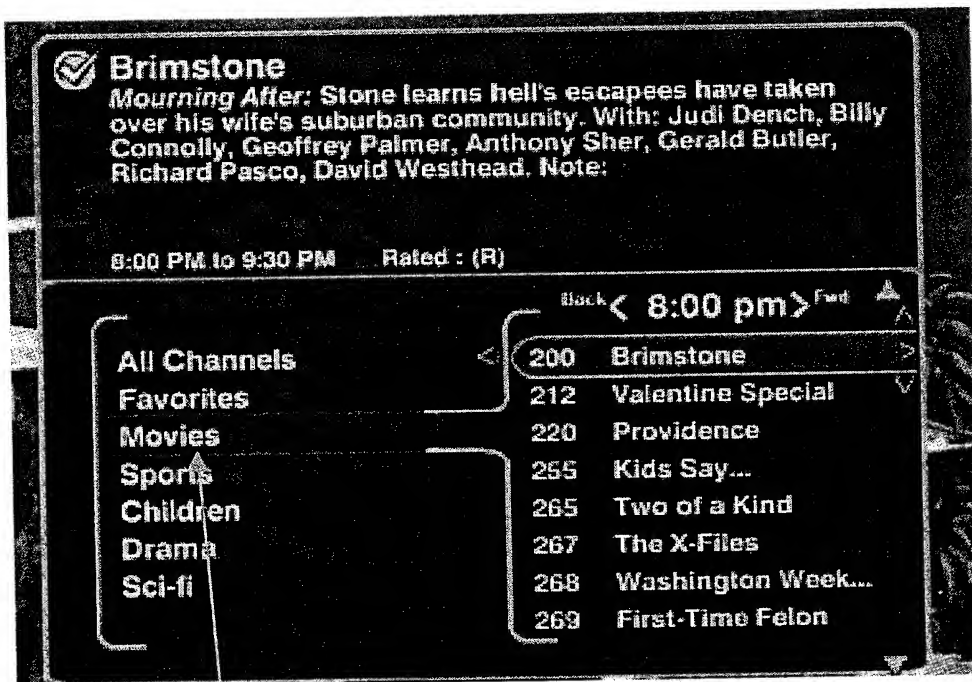 Brimstone
Mourning After: Stone learns hell's escapees have taken
over his wife's suburban community. With: Judi Dench, Billy
Connolly, Geoffrey Palmer, Anthony Sher, Gerald Butler,
Richard Pasco, David Westhead. Note:
8:00 PM to 9:30 PM Rated : (R)
Back < 8:00 pm > Fwd
All Channels
Favorites
Movies
Sports
Children
Drama
Sci-fi
< 200 Brimstone >
212 Valentine Special
220 Providence
255 Kids Say...
265 Two of a Kind
267 The X-Files
268 Washington Week...
269 First-Time Felon